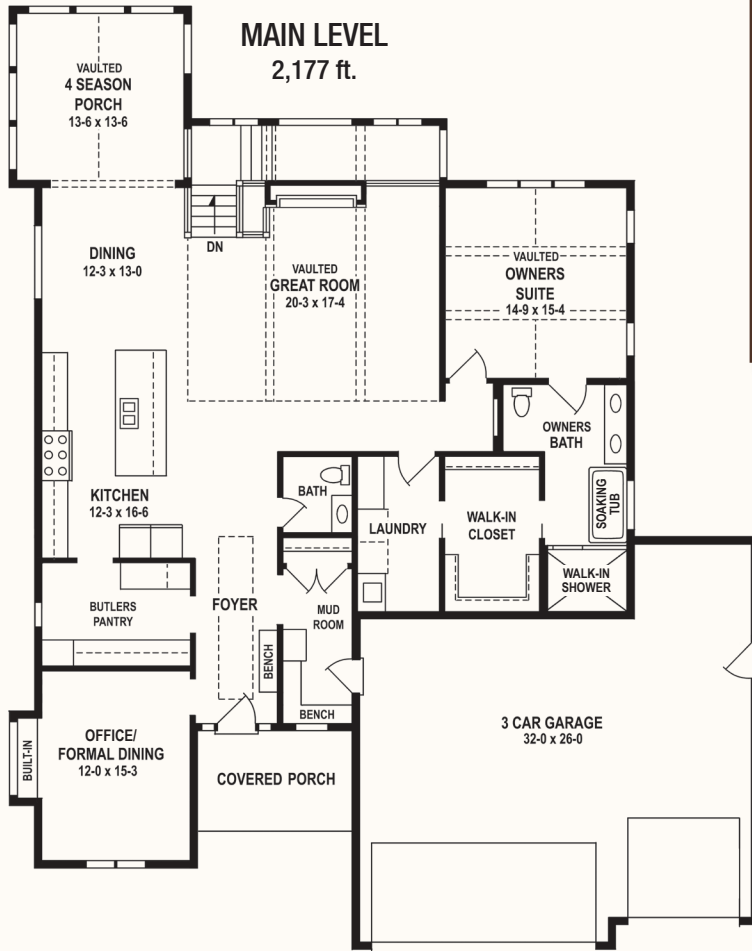 MAIN LEVEL
2,177 ft.
VAULTED
4 SEASON
PORCH
13-6 x 13-6
DINING
12-3 x 13-0
DN
VAULTED
GREAT ROOM
20-3 x 17-4
VAULTED
OWNERS
SUITE
14-9 x 15-4
OWNERS
BATH
KITCHEN
12-3 x 16-6
BATH
LAUNDRY
WALK-IN
CLOSET
SOAKING
TUB
WALK-IN
SHOWER
BUTLERS
PANTRY
FOYER
MUD
ROOM
BENCH
BENCH
OFFICE/
FORMAL DINING
12-0 x 15-3
BUILT-IN
COVERED PORCH
3 CAR GARAGE
32-0 x 26-0